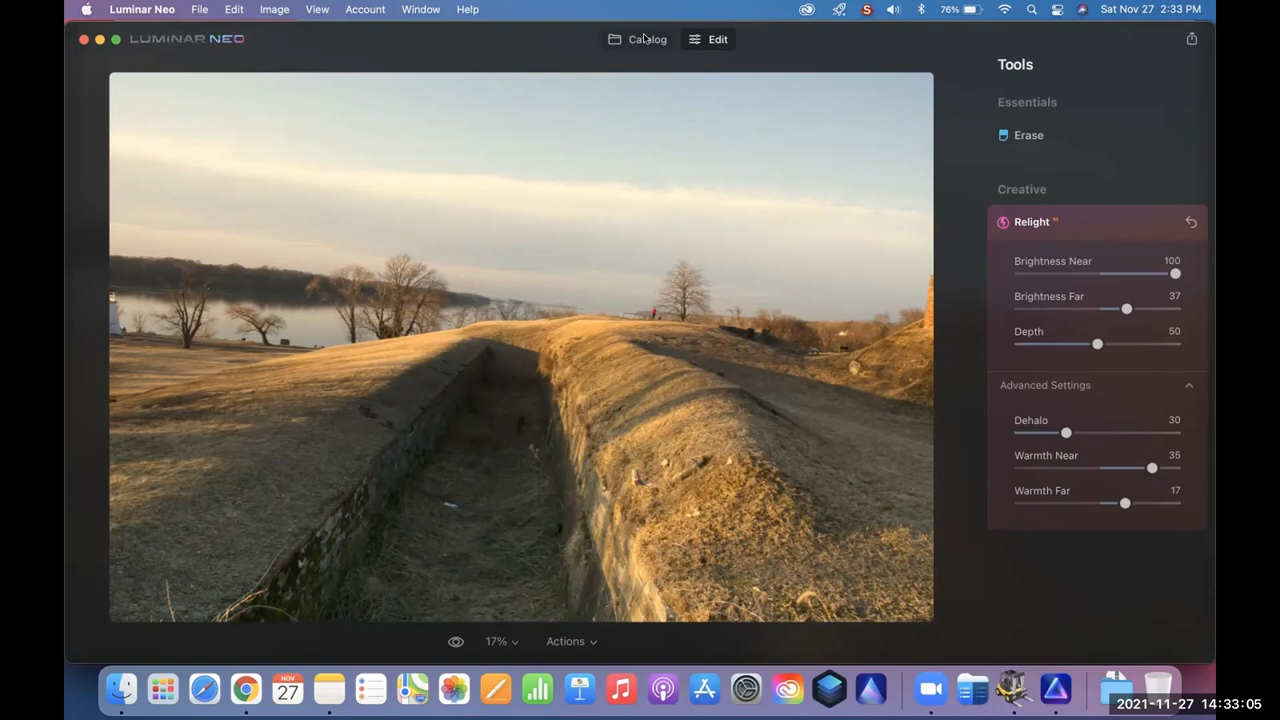 Luminar Neo File Edit Image View Account Window Help S 76% Sat Nov 27 2:33 PM
LUMINAR NEO Catalog Edit
Tools
Essentials
Erase
Creative
Relight AI
Brightness Near 100
Brightness Far 37
Depth 50
Advanced Settings
Dehalo 30
Warmth Near 35
Warmth Far 17
17% Actions
NOV
27
2021-11-27 14:33:05